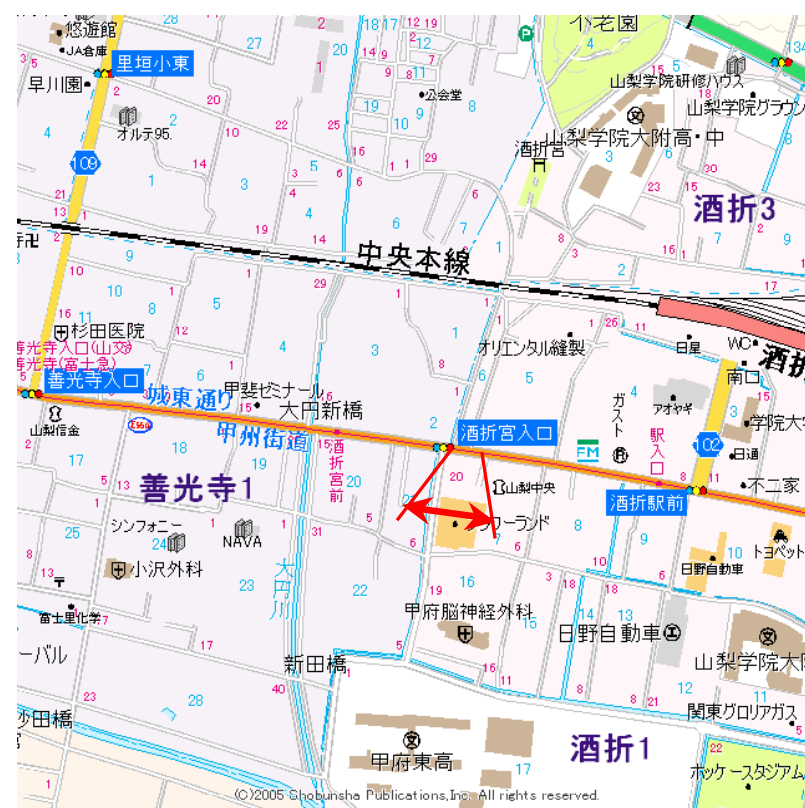 悠遊館
JA倉庫
里垣小東
早川園
オルテ95.
109
公会堂
不老園
山梨学院研修ハウス
山梨学院グラウン
山梨学院大附高・中
酒折宮
酒折3
中央本線
杉田医院
善光寺入口(山交)
善光寺(富士急)
善光寺入口
山梨信金
城東通り
甲州街道
甲斐ゼミナール
大円新橋
酒折宮前
酒折宮入口
オリエンタル縫製
日星
WC
南口
酒折
アオヤギ
ガスト
駅入口
102
学院大
日通
不二家
酒折駅前
FM
山梨中央
善光寺1
シンフォニー
NAVA
小沢外科
富士里化学
大円川
新田橋
ワーランド
甲府脳神経外科
日野自動車
日野自動車
トヨペット
山梨学院大
関東グロリアガス
ホッケースタジアム
酒折1
甲府東高
ーバル
砂田橋
(C)2005 Shobunsha Publications,Inc. All rights reserved.